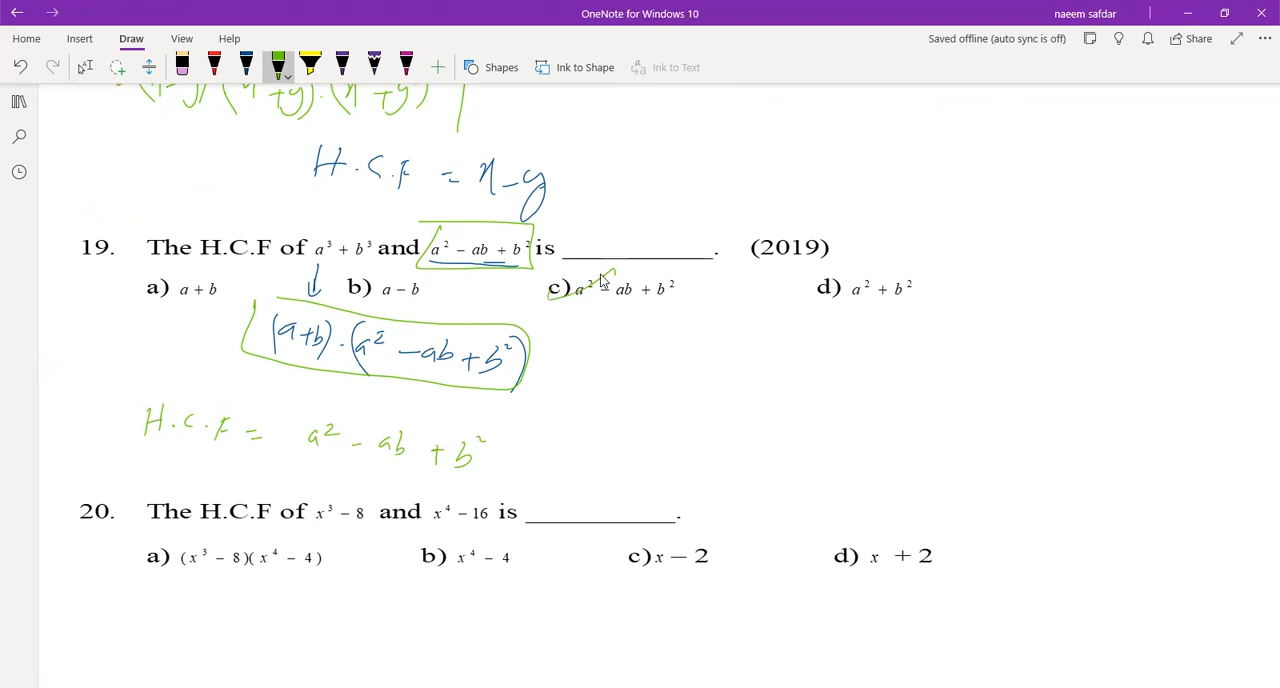 OneNote for Windows 10
naeem safdar
Home Insert Draw View Help
Saved offline (auto sync is off) Share
Shapes Ink to Shape Ink to Text
+y) . (x +y)
H.C.F = x - y
19. The H.C.F of a³ + b³ and a² - ab + b² is __________. (2019)
a) a + b b) a - b c) a² - ab + b² d) a² + b²
(a+b) . (a² - ab + b²)
H.C.F = a² - ab + b²
20. The H.C.F of x³ - 8 and x⁴ - 16 is __________.
a) (x³ - 8)(x⁴ - 4) b) x⁴ - 4 c) x - 2 d) x + 2